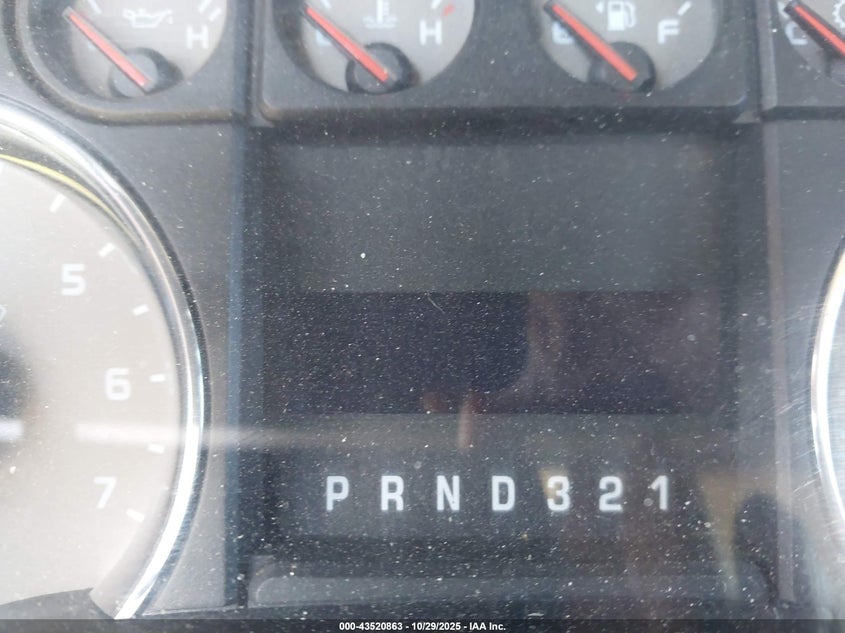 H C H E F C
5
6
7
P R N D 3 2 1
000-43520863 - 10/29/2025 - IAA Inc.